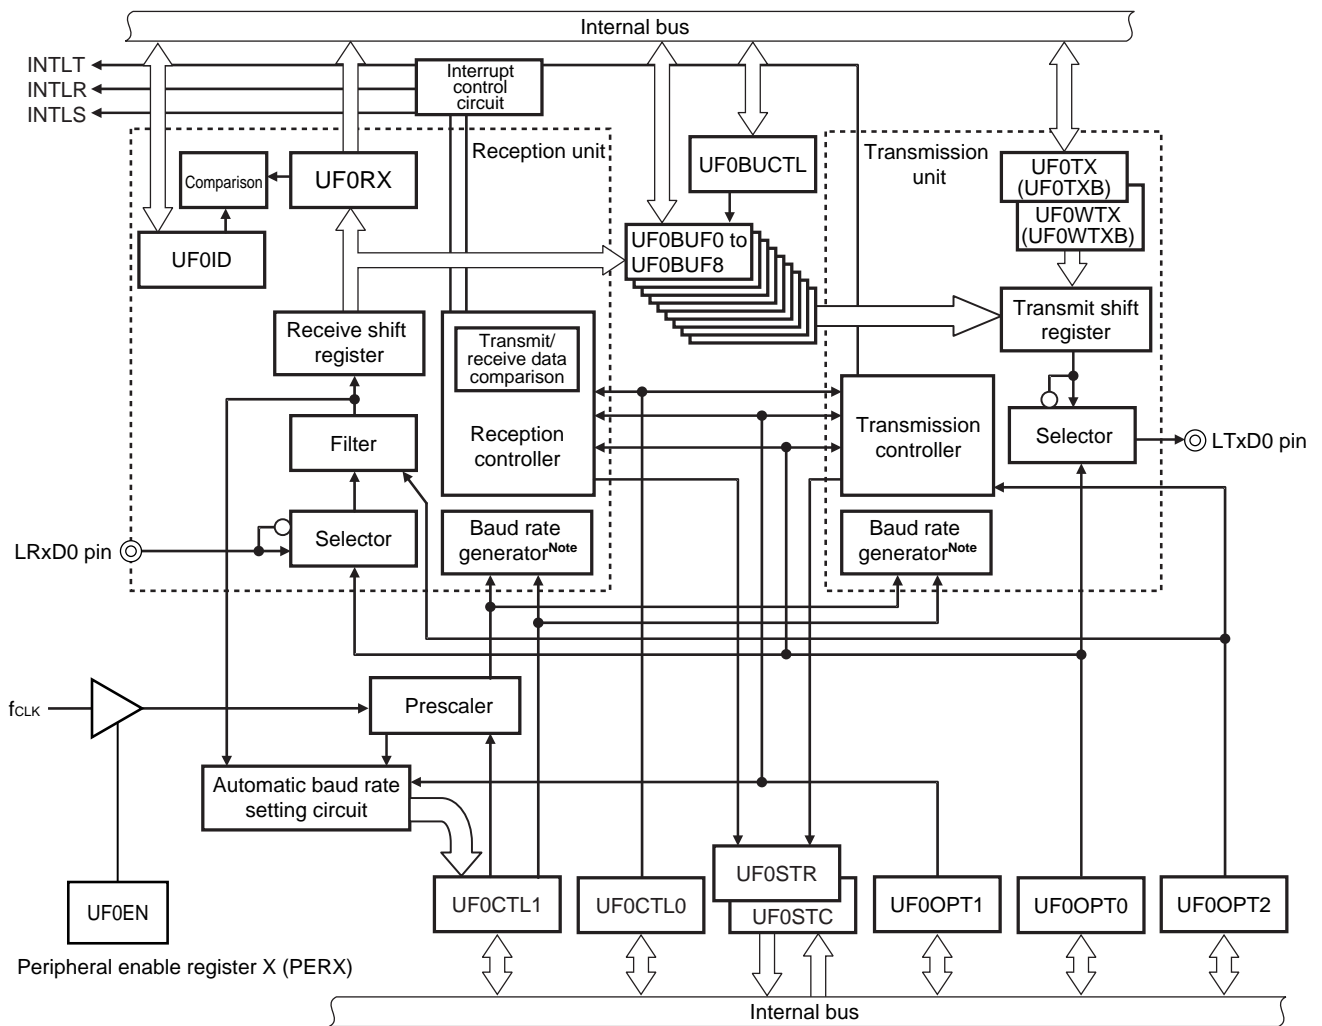 Internal bus
INTLT
INTLR
INTLS
Interrupt
control
circuit
Reception unit
UF0BUCTL
Transmission
unit
UF0TX
(UF0TXB)
UF0WTX
(UF0WTXB)
Comparison
UF0RX
UF0ID
UF0BUF0 to
UF0BUF8
Receive shift
register
Transmit/
receive data
comparison
Reception
controller
Transmit shift
register
Filter
Transmission
controller
Selector
LTxD0 pin
LRxD0 pin
Selector
Baud rate
generatorNote
Baud rate
generatorNote
fCLK
Prescaler
Automatic baud rate
setting circuit
UF0EN
UF0CTL1
UF0CTL0
UF0STR
UF0STC
UF0OPT1
UF0OPT0
UF0OPT2
Peripheral enable register X (PERX)
Internal bus